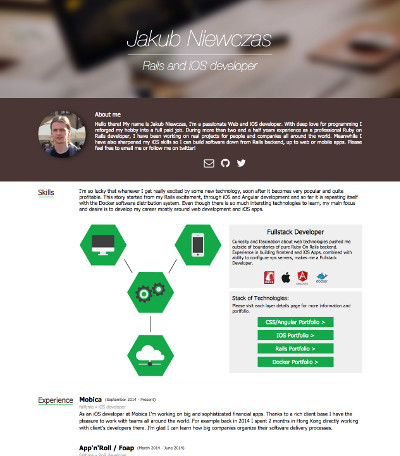 Jakub Niewczas
Rails and iOS developer
About me
Hello there! My name is Jakub Niewczas, I'm a passionate Web and iOS developer. With deep love for programming I
reforged my hobby into a full paid job. During more than two and a half years experience as a professional Ruby on
Rails developer, I have been working on real projects for people and companies all around the world. Meanwhile I
have also sharpened my iOS skills so I can build software down from Rails backend, up to web or mobile apps. Please
feel free to email me or follow me on twitter!
Skills
I'm so lucky that whenever I get really excited by some new technology, soon after it becomes very popular and quite
profitable. This story started from my Rails excitement, through iOS and Angular development and so far it is repeating itself
with the Docker software distribution system. Even though there is so much interesting technologies to learn, my main focus
and desire is to develop my career mostly around web development and iOS apps.
Fullstack Developer
Curiosity and fascination about web technologies pushed me
outside of boundaries of pure Ruby On Rails backend.
Experience in building frontend and iOS Apps, combined with
ability to configure vps servers, makes me a Fullstack
Developer.
Stack of Technologies:
Please visit each layer details page for more information and
portfolio.
CSS/Angular Portfolio >
IOS Portfolio >
Rails Portfolio >
Docker Portfolio >
Experience
Mobica (September 2014 - Present)
fulltime - iOS developer
As an iOS developer at Mobica I'm working on big and sophisticated financial apps. Thanks to a rich client base I have the
pleasure to work with teams all around the world. For example back in 2014 I spent 2 months in Hong Kong directly working
with client's developers there. I'm glad I can learn how big companies organize their software delivery processes.
App'n'Roll / Foap (March 2014 - June 2014)